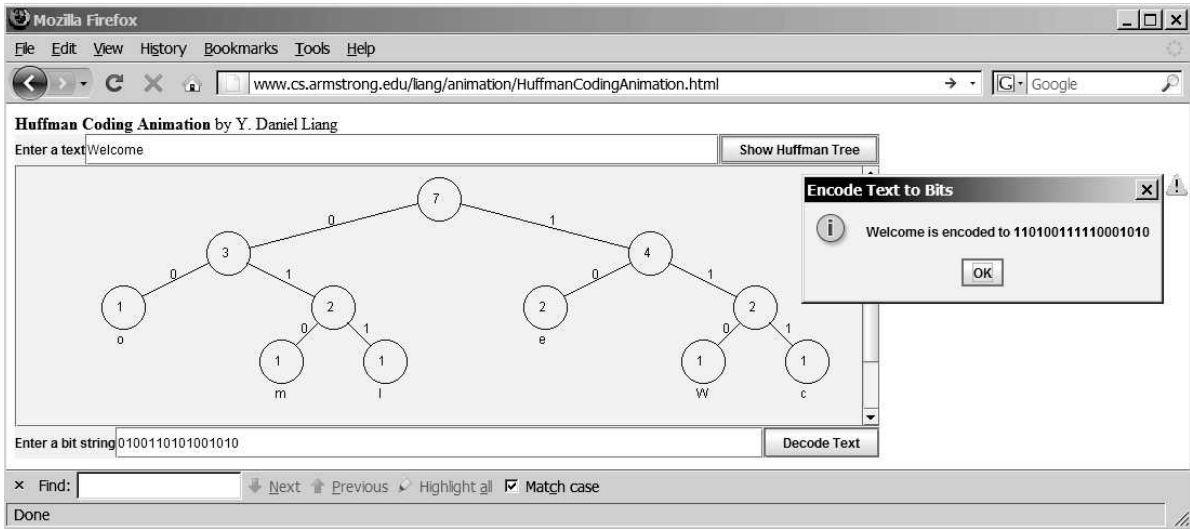 Mozilla Firefox
File Edit View History Bookmarks Tools Help
www.cs.armstrong.edu/liang/animation/HuffmanCodingAnimation.html
G Google
Huffman Coding Animation by Y. Daniel Liang
Enter a text Welcome Show Huffman Tree
Encode Text to Bits
Welcome is encoded to 110100111110001010
OK
7
0 1
3 4
0 1 0 1
1 2 2 2
o 0 1 e 0 1
1 1 1 1
m l W c
Enter a bit string 0100110101001010 Decode Text
× Find: Next Previous Highlight all Match case
Done